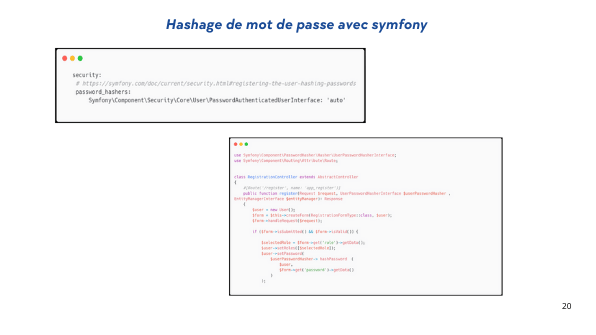 Hashage de mot de passe avec symfony
security:
# https://symfony.com/doc/current/security.html#registering-the-user-hashing-passwords
password_hashers:
Symfony\Component\Security\Core\User\PasswordAuthenticatedUserInterface: 'auto'
use Symfony\Component\PasswordHasher\Hasher\UserPasswordHasherInterface;
use Symfony\Component\Routing\Attribute\Route;
class RegistrationController extends AbstractController
{
#[Route('/register', name: 'app_register')]
public function register(Request $request, UserPasswordHasherInterface $userPasswordHasher ,
EntityManagerInterface $entityManager): Response
{
$user = new User();
$form = $this->createForm(RegistrationFormType::class, $user);
$form->handleRequest($request);
if ($form->isSubmitted() && $form->isValid()) {
$selectedRole = $form->get('role')->getData();
$user->setRoles([$selectedRole]);
$user->setPassword(
$userPasswordHasher-> hashPassword (
$user,
$form->get('password')->getData()
)
);
20